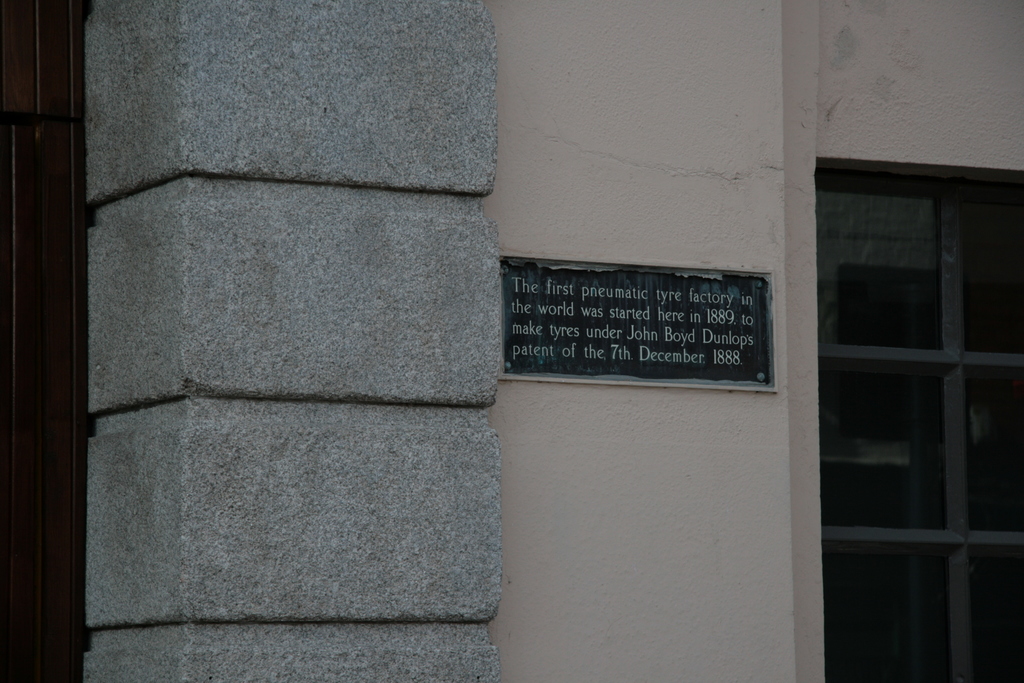 The first pneumatic tyre factory in
the world was started here in 1889. to
make tyres under John Boyd Dunlop's
patent of the 7th. December. 1888.